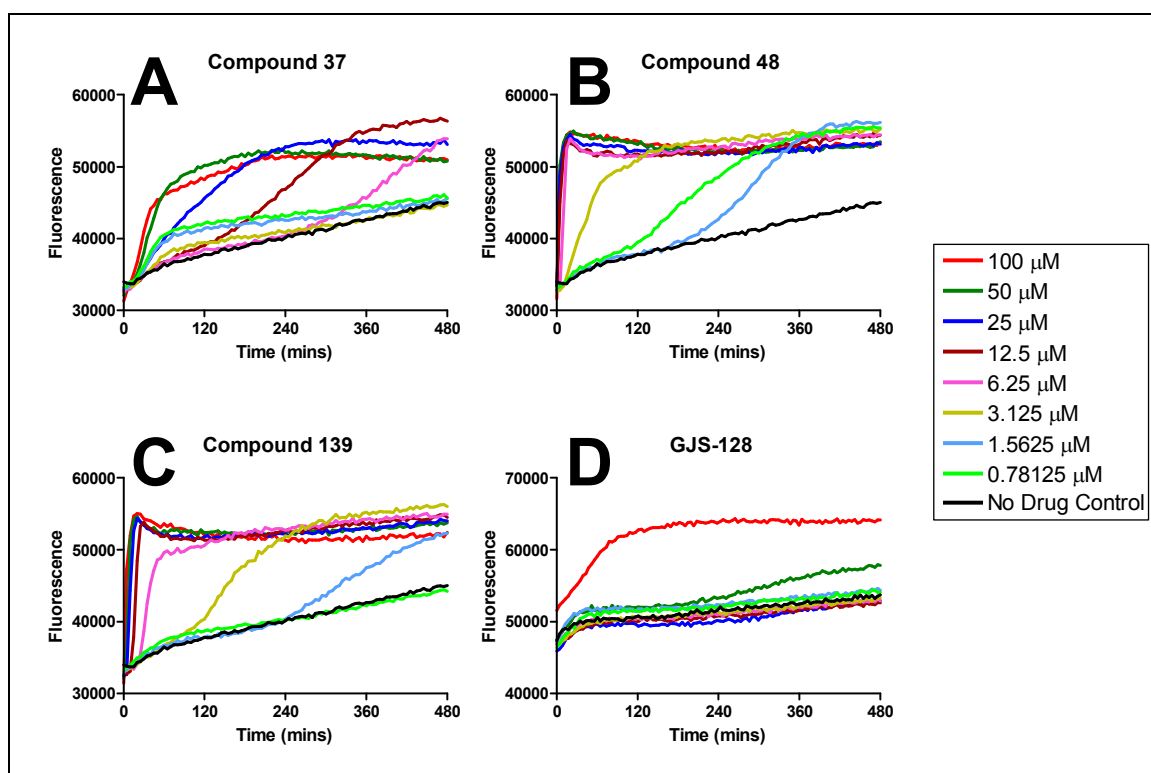 A
Compound 37
60000
50000
40000
30000
Fluorescence
0 120 240 360 480
Time (mins)
B
Compound 48
60000
50000
40000
30000
Fluorescence
0 120 240 360 480
Time (mins)
C
Compound 139
60000
50000
40000
30000
Fluorescence
0 120 240 360 480
Time (mins)
D
GJS-128
70000
60000
50000
40000
Fluorescence
0 120 240 360 480
Time (mins)
100 μM
50 μM
25 μM
12.5 μM
6.25 μM
3.125 μM
1.5625 μM
0.78125 μM
No Drug Control